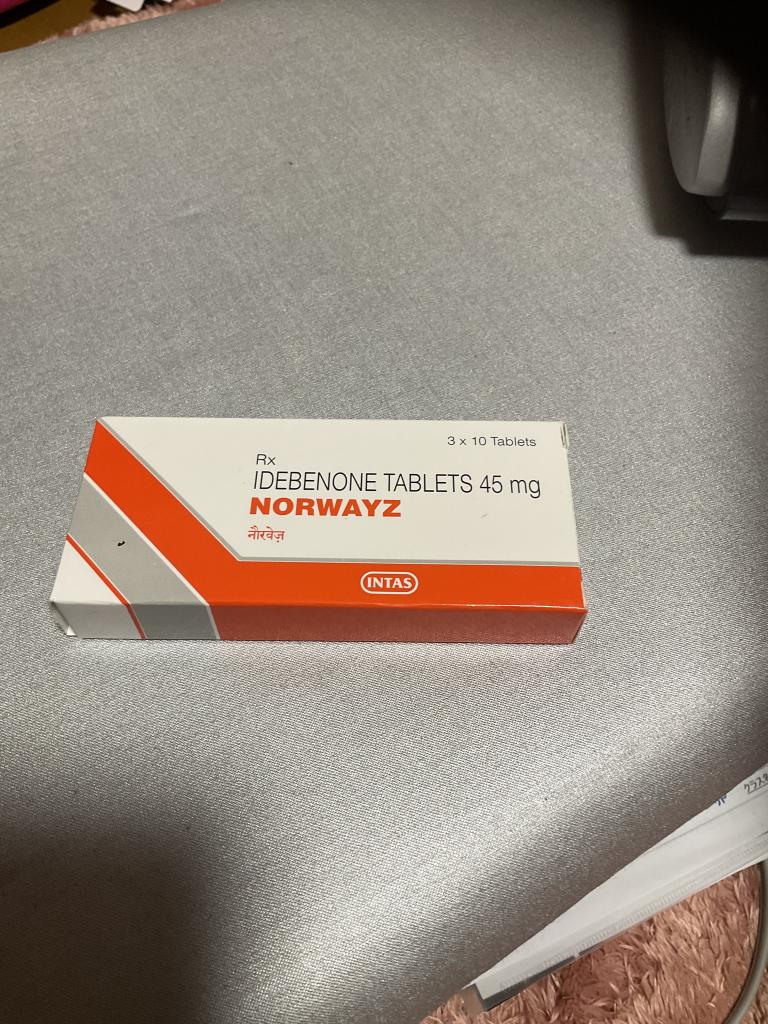 3 x 10 Tablets
Rx
IDEBENONE TABLETS 45 mg
NORWAYZ
नौरवेज़
INTAS